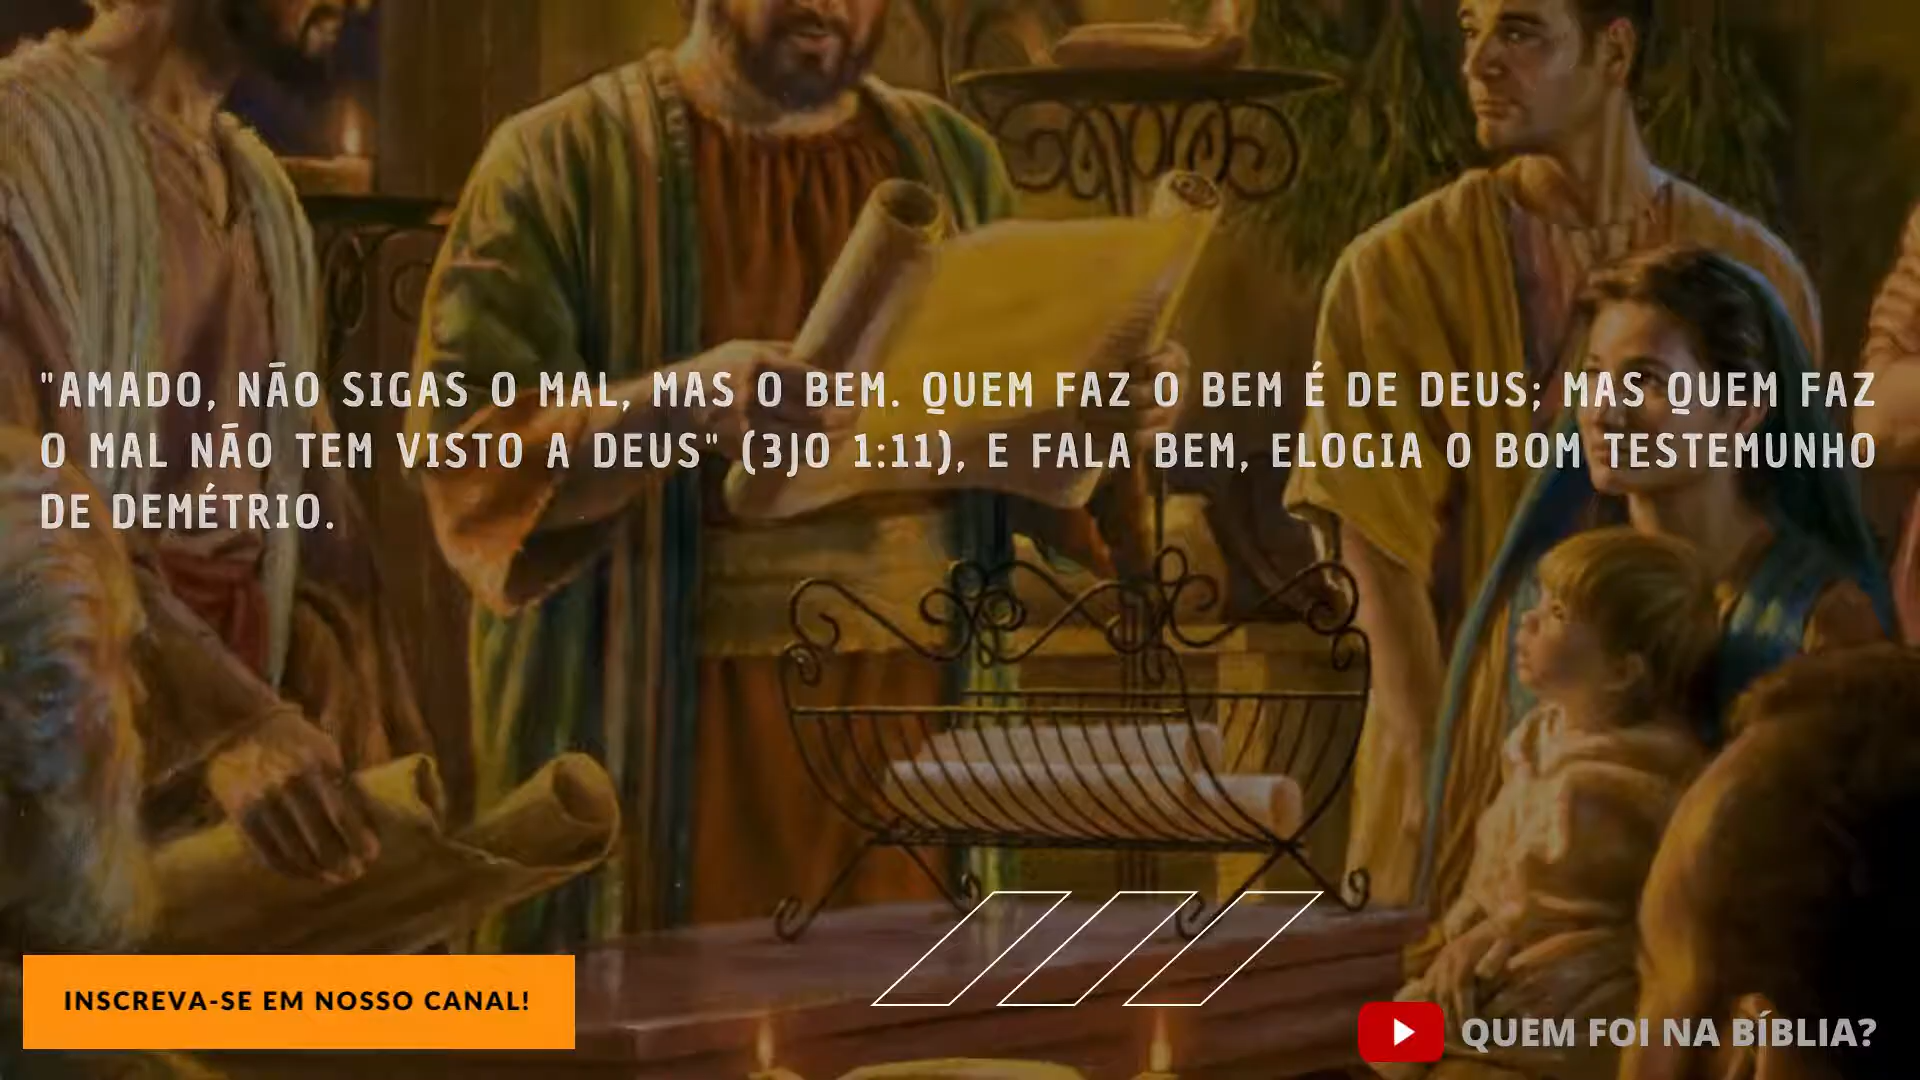 "AMADO, NÃO SIGAS O MAL, MAS O BEM. QUEM FAZ O BEM É DE DEUS; MAS QUEM FAZ
O MAL NÃO TEM VISTO A DEUS" (3JO 1:11), E FALA BEM, ELOGIA O BOM TESTEMUNHO
DE DEMÉTRIO.
INSCREVA-SE EM NOSSO CANAL!
QUEM FOI NA BÍBLIA?